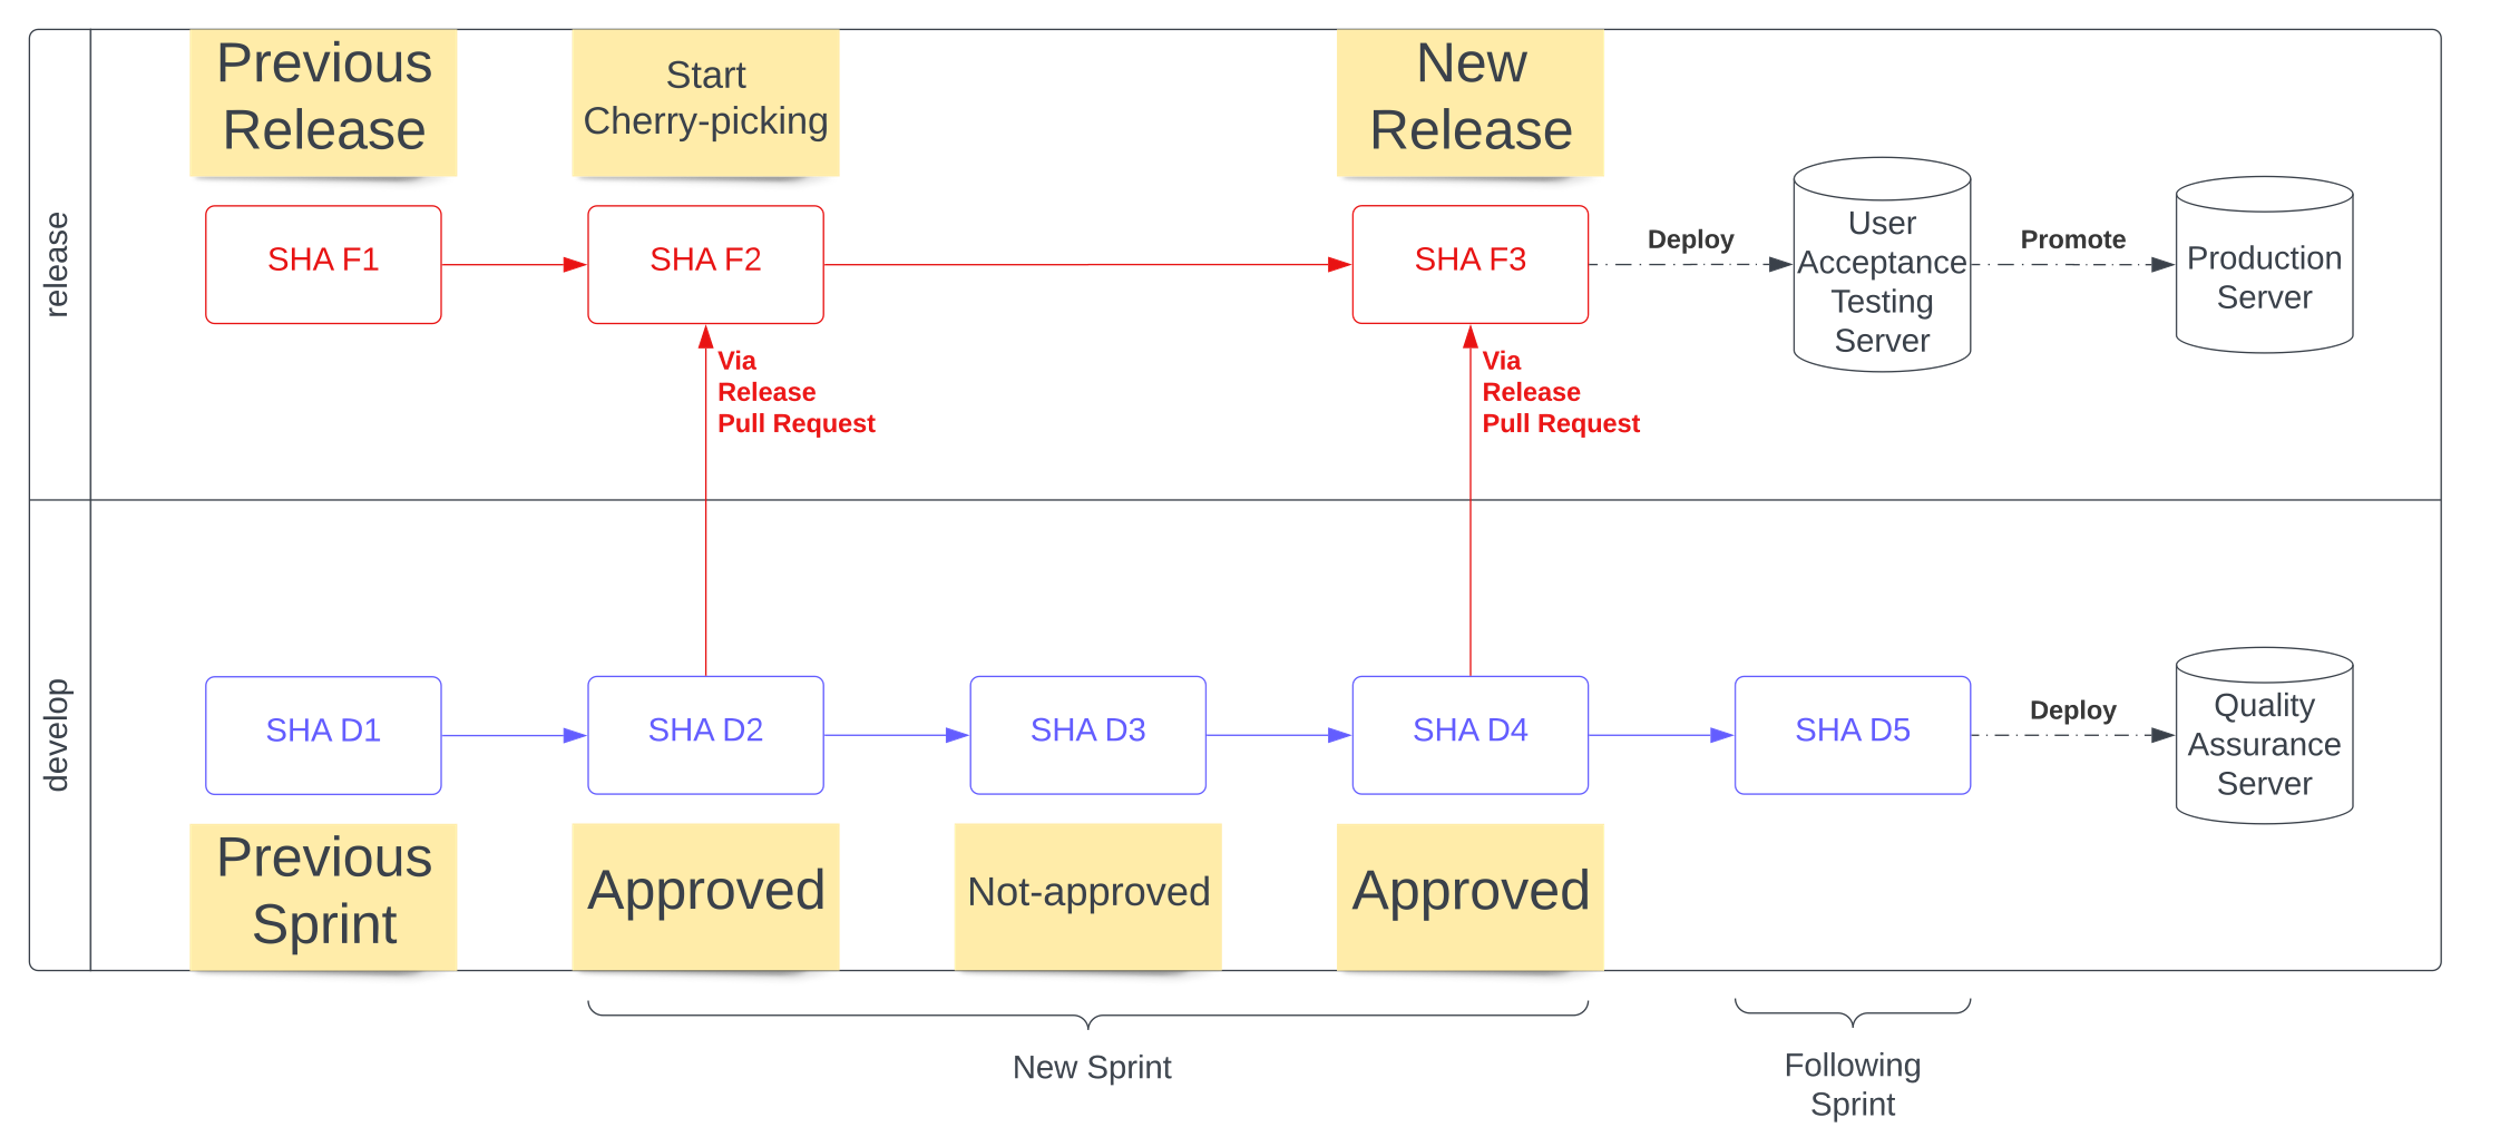 Previous
Release
Start
Cherry-picking
New
Release
release
SHA F1
SHA F2
SHA F3
Deploy
User
Acceptance
Testing
Server
Promote
Production
Server
Via
Release
Pull Request
Via
Release
Pull Request
develop
SHA D1
SHA D2
SHA D3
SHA D4
SHA D5
Deploy
Quality
Assurance
Server
Previous
Sprint
Approved
Not-approved
Approved
New Sprint
Following
Sprint